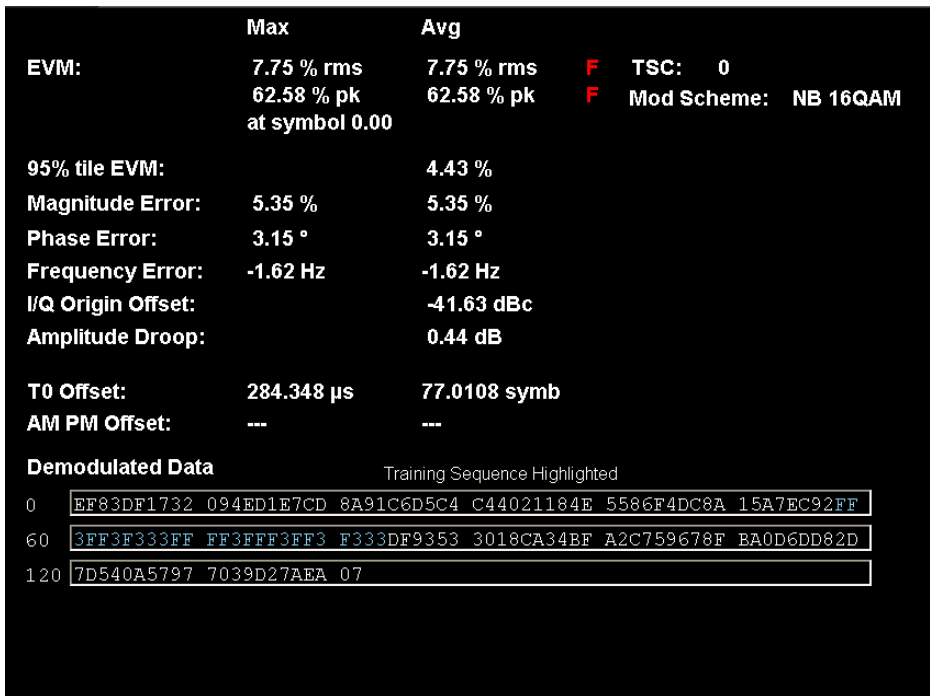 Max Avg
EVM: 7.75 % rms 7.75 % rms F TSC: 0
62.58 % pk 62.58 % pk F Mod Scheme: NB 16QAM
at symbol 0.00
95% tile EVM: 4.43 %
Magnitude Error: 5.35 % 5.35 %
Phase Error: 3.15 º 3.15 º
Frequency Error: -1.62 Hz -1.62 Hz
I/Q Origin Offset: -41.63 dBc
Amplitude Droop: 0.44 dB
T0 Offset: 284.348 µs 77.0108 symb
AM PM Offset: --- ---
Demodulated Data Training Sequence Highlighted
0 EF83DF1732 094ED1E7CD 8A91C6D5C4 C44021184E 5586F4DC8A 15A7EC92FF
60 3FF3F333FF FF3FFF3FF3 F333DF9353 3018CA34BF A2C759678F BA0D6DD82D
120 7D540A5797 7039D27AEA 07